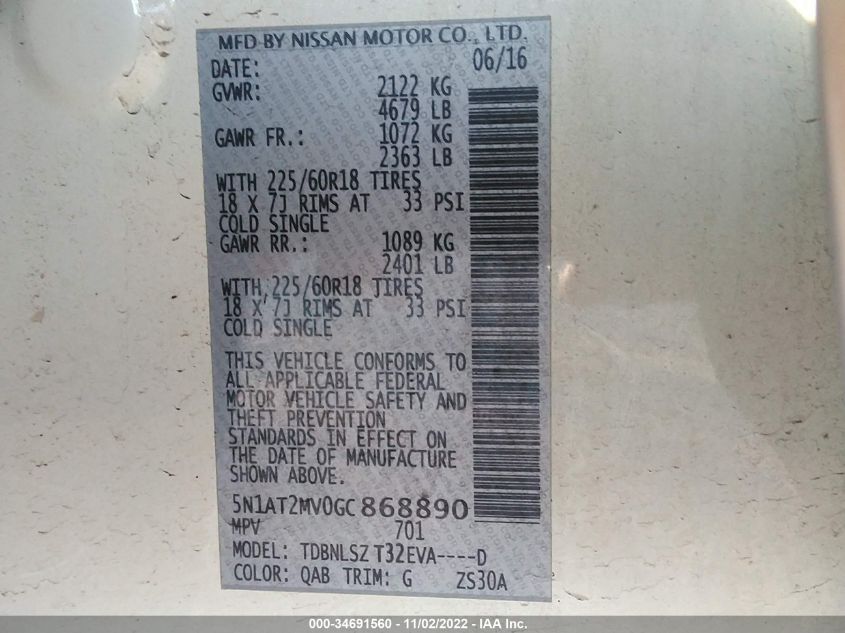 MFD BY NISSAN MOTOR CO., LTD.
DATE: 06/16
GVWR: 2122 KG
4679 LB
GAWR FR.: 1072 KG
2363 LB
WITH 225/60R18 TIRES
18 X 7J RIMS AT 33 PSI
COLD SINGLE
GAWR RR.: 1089 KG
2401 LB
WITH 225/60R18 TIRES
18 X 7J RIMS AT 33 PSI
COLD SINGLE
THIS VEHICLE CONFORMS TO
ALL APPLICABLE FEDERAL
MOTOR VEHICLE SAFETY AND
THEFT PREVENTION
STANDARDS IN EFFECT ON
THE DATE OF MANUFACTURE
SHOWN ABOVE.
5N1AT2MV0GC868890
MPV 701
MODEL: TDBNLSZ T32EVA----D
COLOR: QAB TRIM: G ZS30A
000-34691560 - 11/02/2022 - IAA Inc.